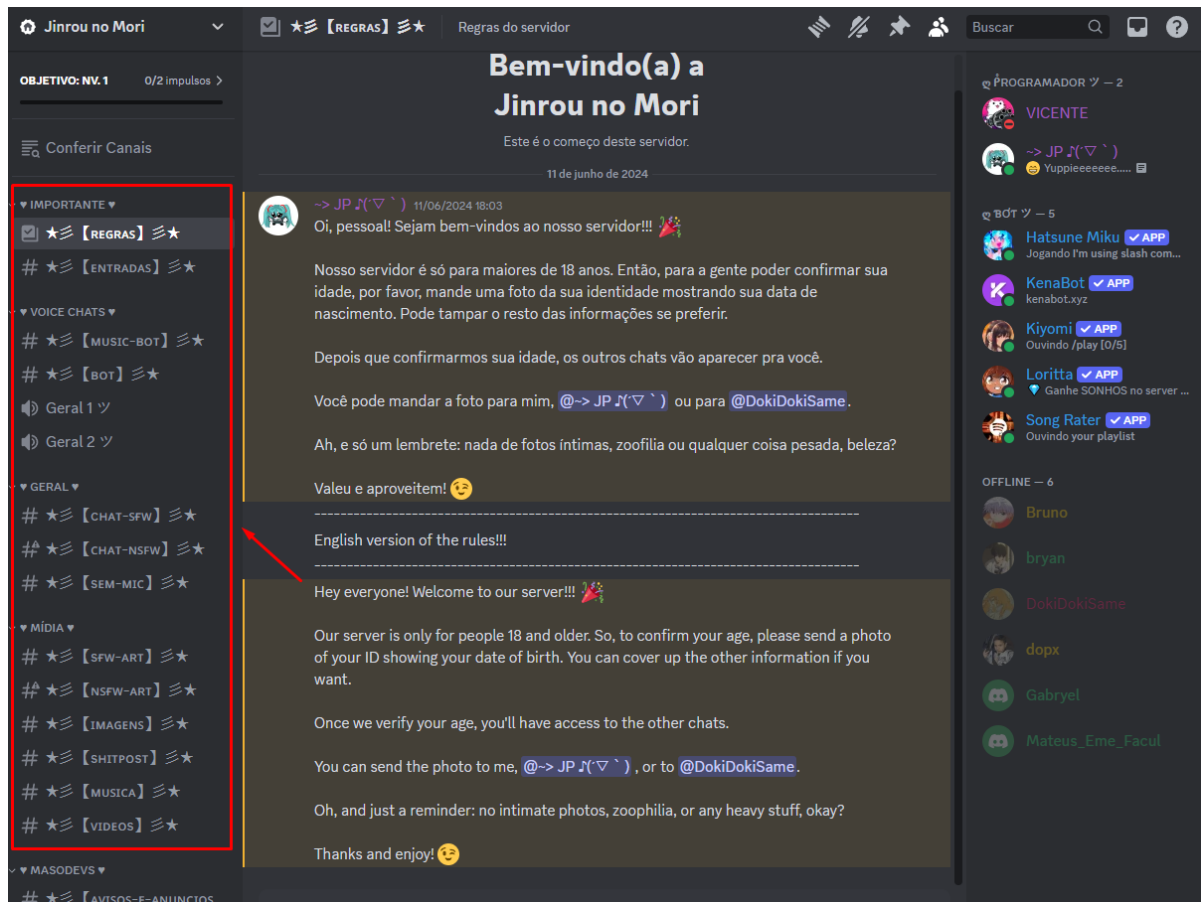 Jinrou no Mori
★彡【REGRAS】彡★
Regras do servidor
Buscar
OBJETIVO: NV. 1
0/2 impulsos >
Conferir Canais
♥ IMPORTANTE ♥
★彡【REGRAS】彡★
★彡【ENTRADAS】彡★
♥ VOICE CHATS ♥
★彡【MUSIC-BOT】彡★
★彡【BOT】彡★
Geral 1 ツ
Geral 2 ツ
♥ GERAL ♥
★彡【CHAT-SFW】彡★
★彡【CHAT-NSFW】彡★
★彡【SEM-MIC】彡★
♥ MÍDIA ♥
★彡【SFW-ART】彡★
★彡【NSFW-ART】彡★
★彡【IMAGENS】彡★
★彡【SHITPOST】彡★
★彡【MUSICA】彡★
★彡【VIDEOS】彡★
♥ MASODEVS ♥
★彡【AVISOS-E-ANUNCIOS
Bem-vindo(a) a
Jinrou no Mori
Este é o começo deste servidor.
11 de junho de 2024
~> JP ♪(´▽｀) 11/06/2024 18:03
Oi, pessoal! Sejam bem-vindos ao nosso servidor!!! 🎉
Nosso servidor é só para maiores de 18 anos. Então, para a gente poder confirmar sua
idade, por favor, mande uma foto da sua identidade mostrando sua data de
nascimento. Pode tampar o resto das informações se preferir.
Depois que confirmarmos sua idade, os outros chats vão aparecer pra você.
Você pode mandar a foto para mim, @~> JP ♪(´▽｀) ou para @DokiDokiSame.
Ah, e só um lembrete: nada de fotos íntimas, zoofilia ou qualquer coisa pesada, beleza?
Valeu e aproveitem! 😉
------------------------------------------------------------------------------------
English version of the rules!!!
------------------------------------------------------------------------------------
Hey everyone! Welcome to our server!!! 🎉
Our server is only for people 18 and older. So, to confirm your age, please send a photo
of your ID showing your date of birth. You can cover up the other information if you
want.
Once we verify your age, you'll have access to the other chats.
You can send the photo to me, @~> JP ♪(´▽｀) , or to @DokiDokiSame.
Oh, and just a reminder: no intimate photos, zoophilia, or any heavy stuff, okay?
Thanks and enjoy! 😉
PROGRAMADOR ツ — 2
VICENTE
~> JP ♪(´▽｀)
😁 Yuppieeeeeee.....
BOT ツ — 5
Hatsune Miku ✓ APP
Jogando I'm using slash com...
KenaBot ✓ APP
kenabot.xyz
Kiyomi ✓ APP
Ouvindo /play [0/5]
Loritta ✓ APP
💎 Ganhe SONHOS no server ...
Song Rater ✓ APP
Ouvindo your playlist
OFFLINE — 6
Bruno
bryan
DokiDokiSame
dopx
Gabryel
Mateus_Eme_Facul